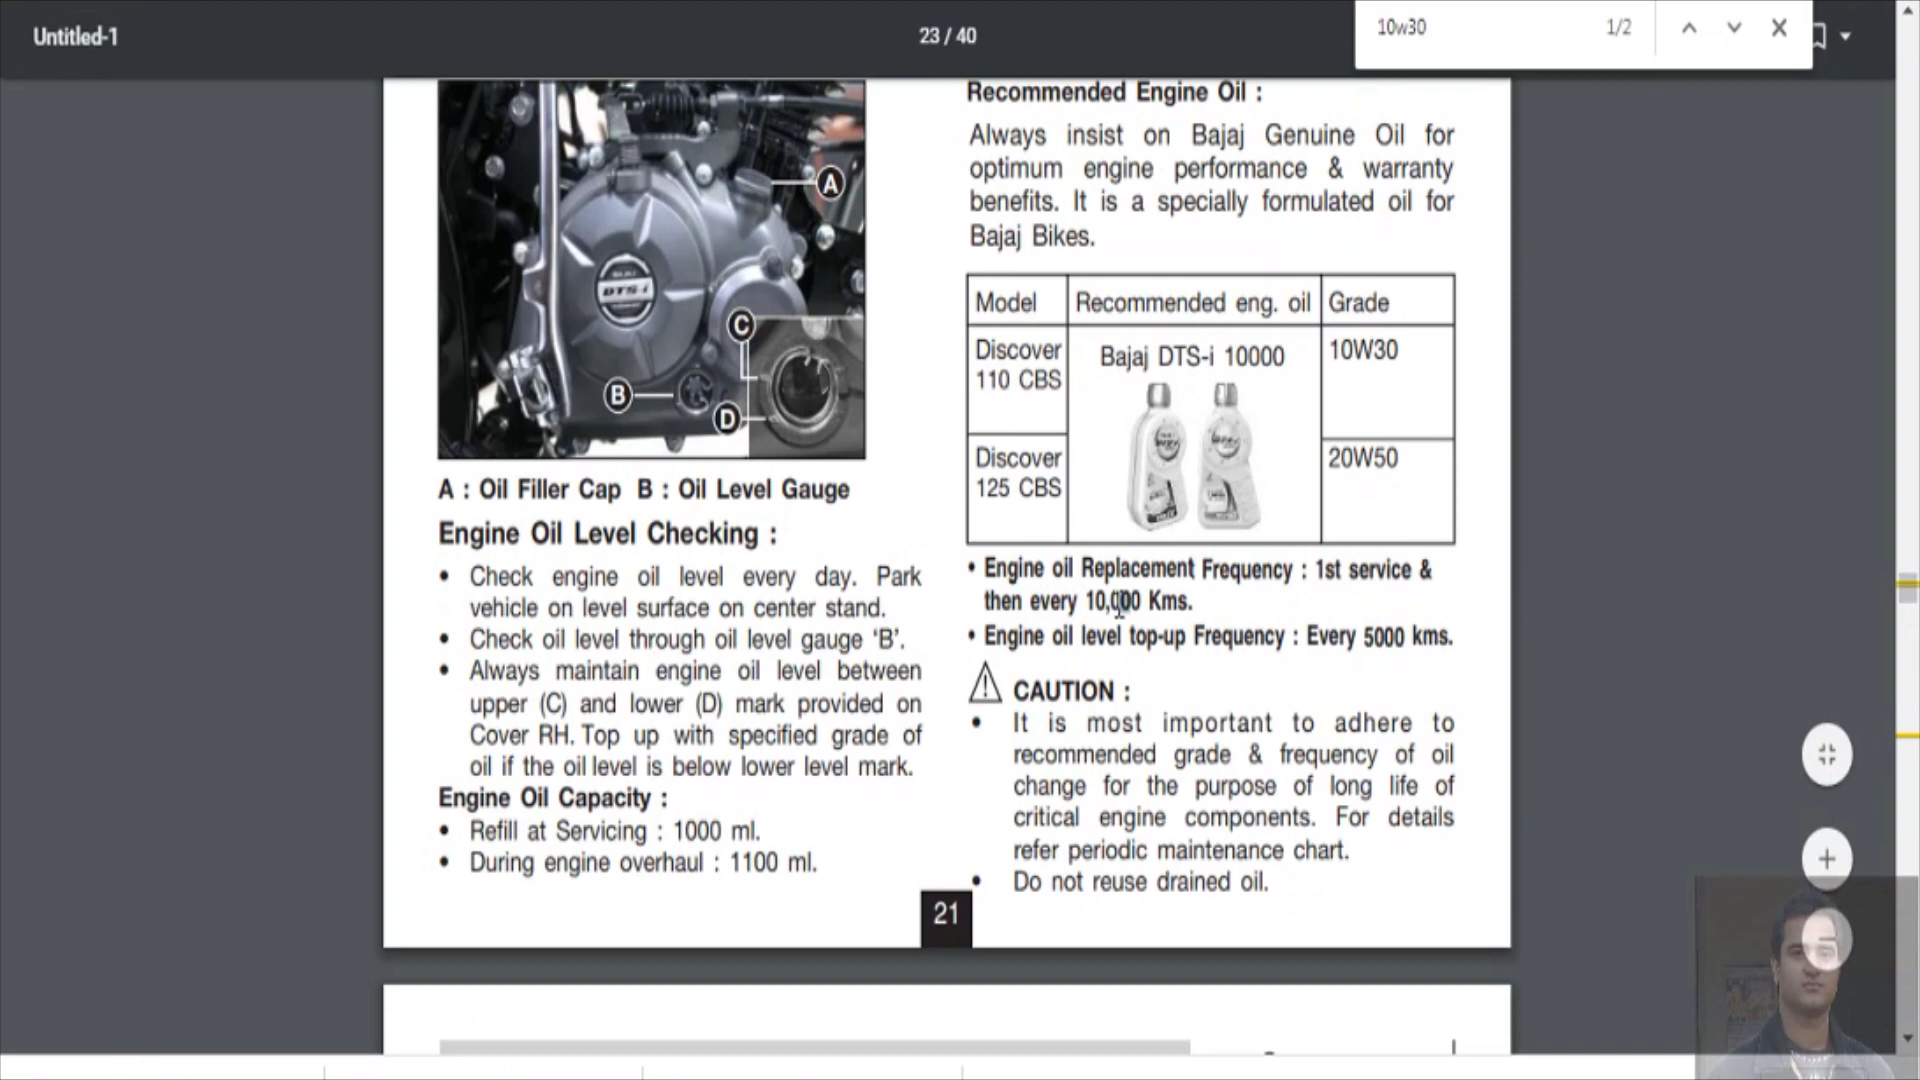 Untitled-1
23 / 40
10w30
1/2
A
C
B
D
DTS-i
A : Oil Filler Cap B : Oil Level Gauge
Engine Oil Level Checking :
• Check engine oil level every day. Park
vehicle on level surface on center stand.
• Check oil level through oil level gauge ‘B’.
• Always maintain engine oil level between
upper (C) and lower (D) mark provided on
Cover RH. Top up with specified grade of
oil if the oil level is below lower level mark.
Engine Oil Capacity :
• Refill at Servicing : 1000 ml.
• During engine overhaul : 1100 ml.
Recommended Engine Oil :
Always insist on Bajaj Genuine Oil for
optimum engine performance & warranty
benefits. It is a specially formulated oil for
Bajaj Bikes.
Model Recommended eng. oil Grade
Discover
110 CBS
Bajaj DTS-i 10000
10W30
Discover
125 CBS
20W50
• Engine oil Replacement Frequency : 1st service &
then every 10,000 Kms.
• Engine oil level top-up Frequency : Every 5000 kms.
CAUTION :
• It is most important to adhere to
recommended grade & frequency of oil
change for the purpose of long life of
critical engine components. For details
refer periodic maintenance chart.
• Do not reuse drained oil.
21